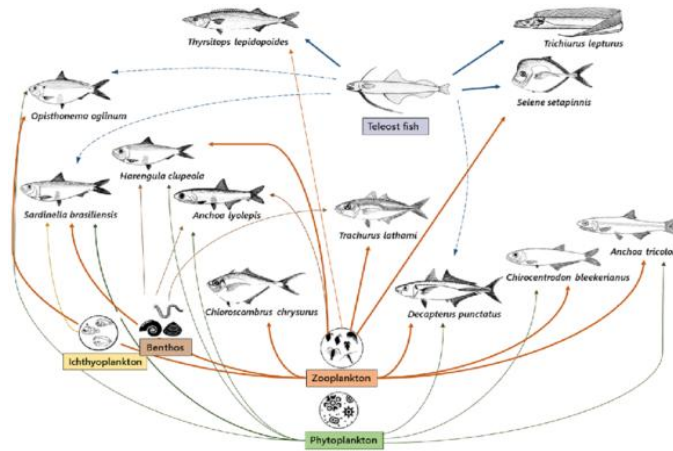 Thyrsitops lepidopoides
Trichiurus lepturus
Opisthonema oglinum
Teleost fish
Selene setapinnis
Harengula clupeola
Sardinella brasiliensis
Anchoa lyolepis
Trachurus lathami
Anchoa tricolor
Chirocentrodon bleekerianus
Chloroscombrus chrysurus
Decapterus punctatus
Ichthyoplankton
Benthos
Zooplankton
Phytoplankton